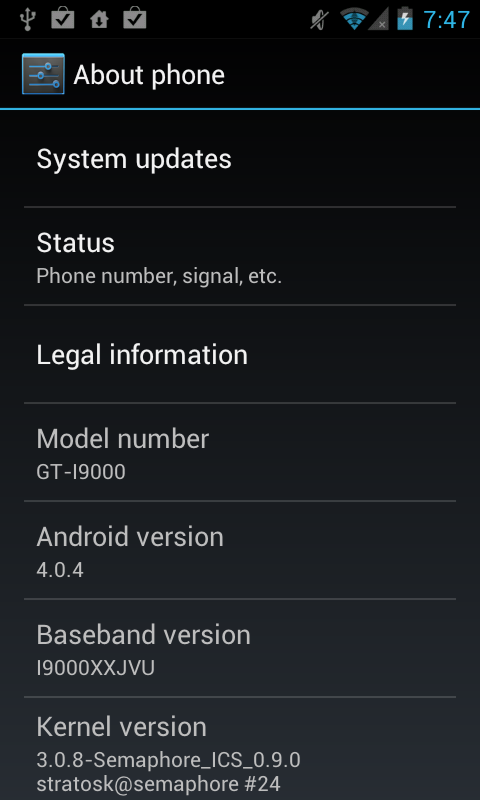 7:47
About phone
System updates
Status
Phone number, signal, etc.
Legal information
Model number
GT-I9000
Android version
4.0.4
Baseband version
I9000XXJVU
Kernel version
3.0.8-Semaphore_ICS_0.9.0
stratosk@semaphore #24